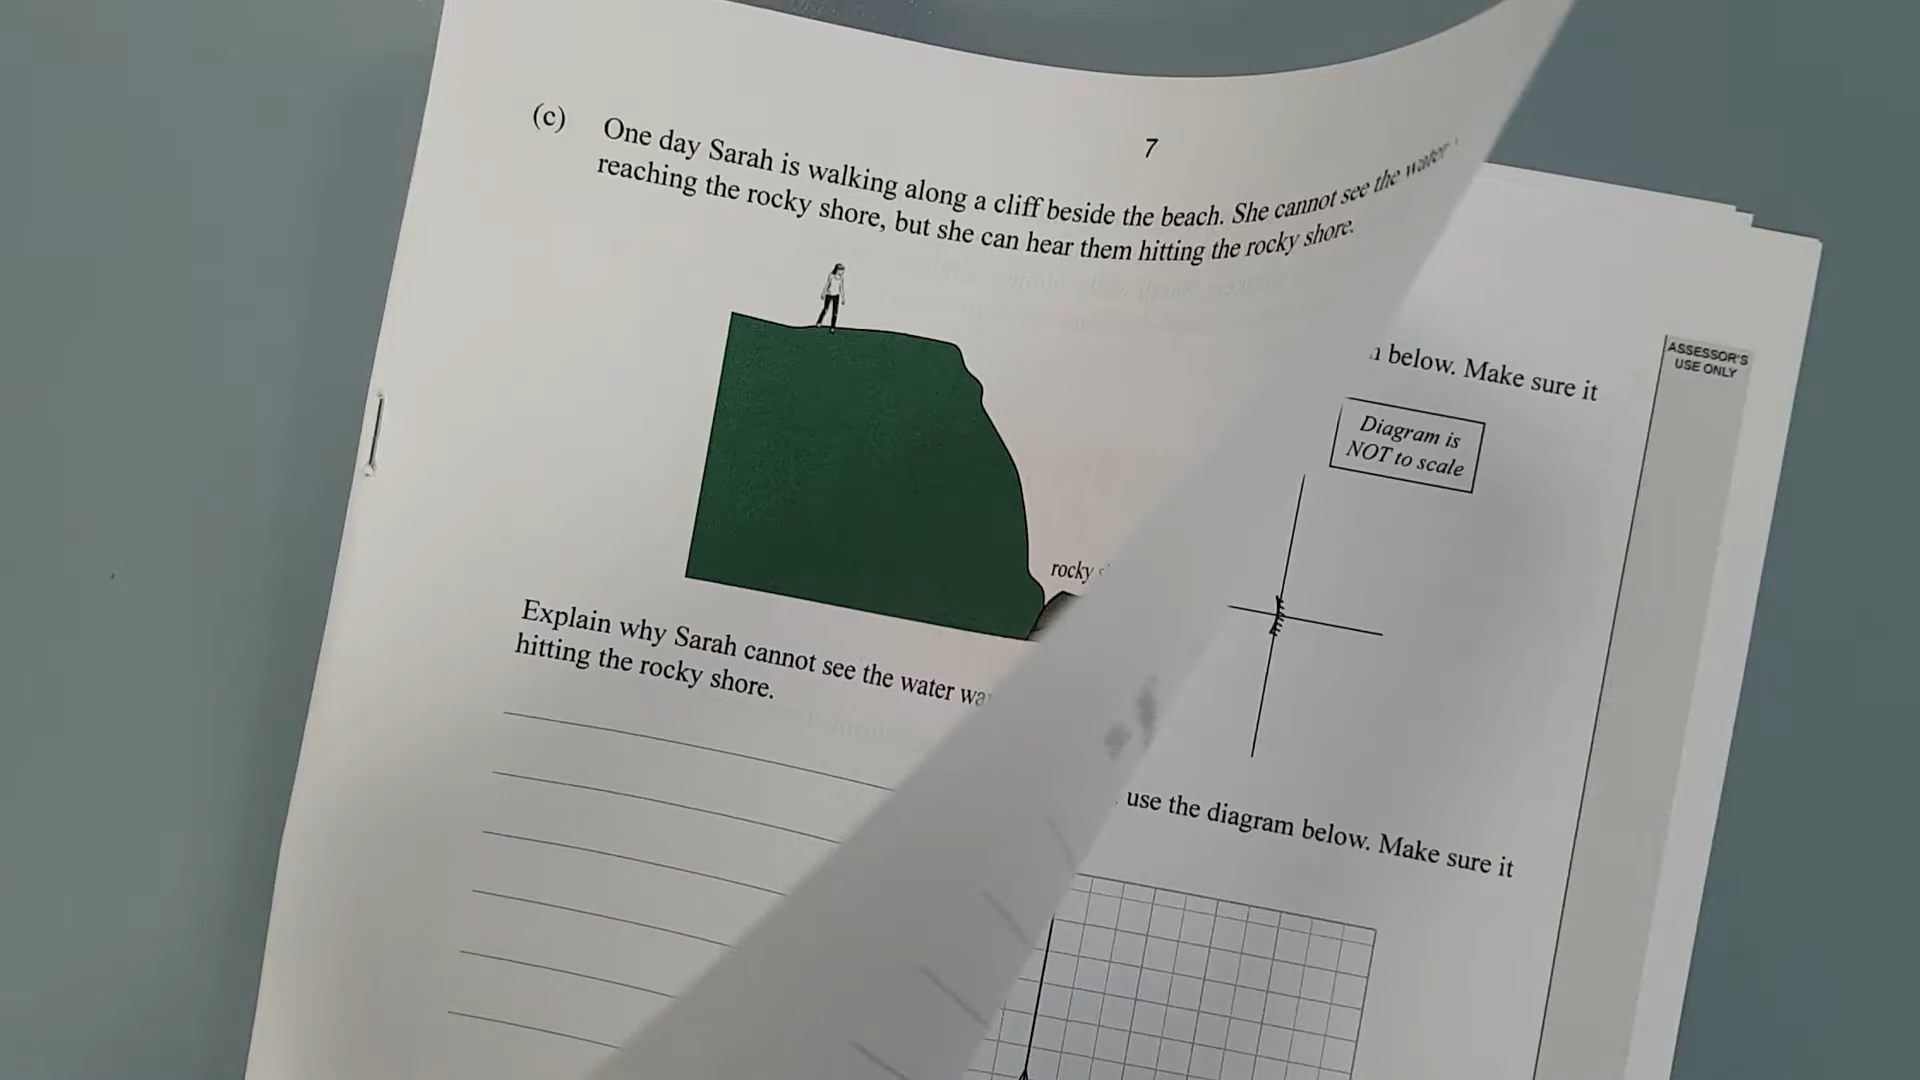 7
(c) One day Sarah is walking along a cliff beside the beach. She cannot see the water
reaching the rocky shore, but she can hear them hitting the rocky shore.
rocky
Explain why Sarah cannot see the water
hitting the rocky shore.
below. Make sure it
ASSESSOR'S
USE ONLY
Diagram is
NOT to scale
use the diagram below. Make sure it